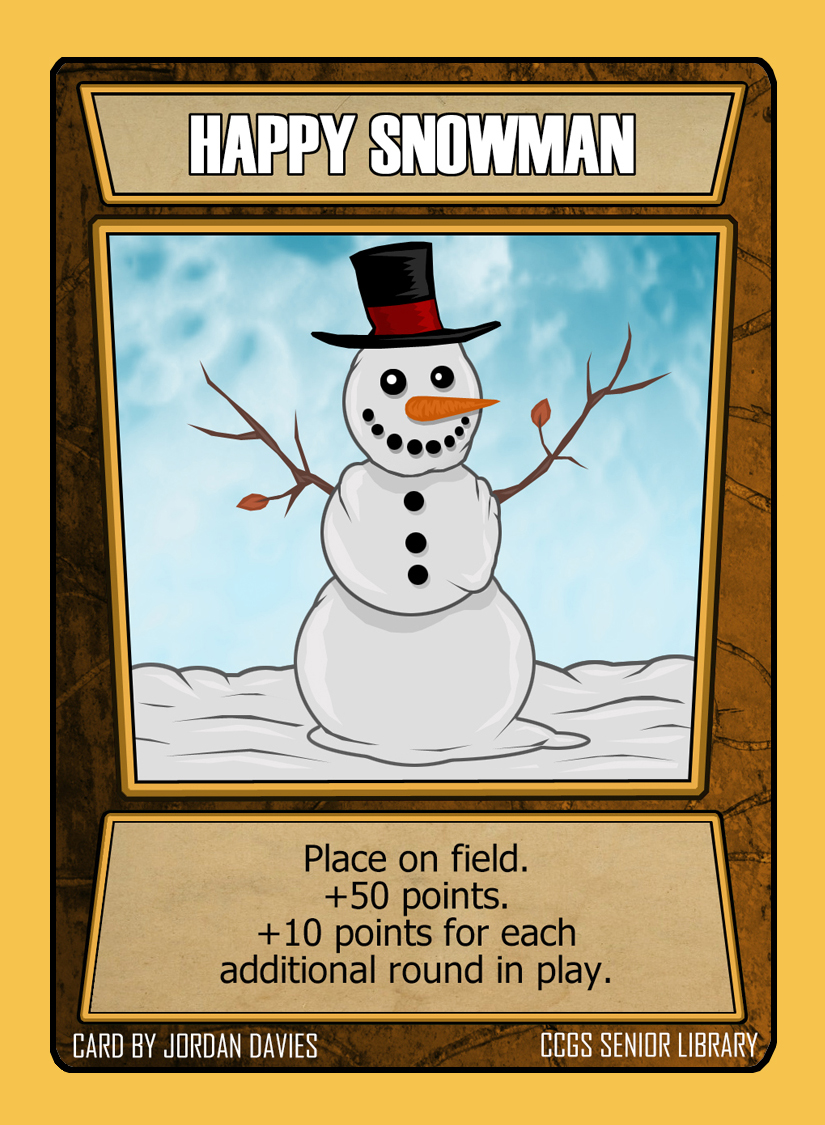 HAPPY SNOWMAN
Place on field.
+50 points.
+10 points for each
additional round in play.
CARD BY JORDAN DAVIES
CCGS SENIOR LIBRARY